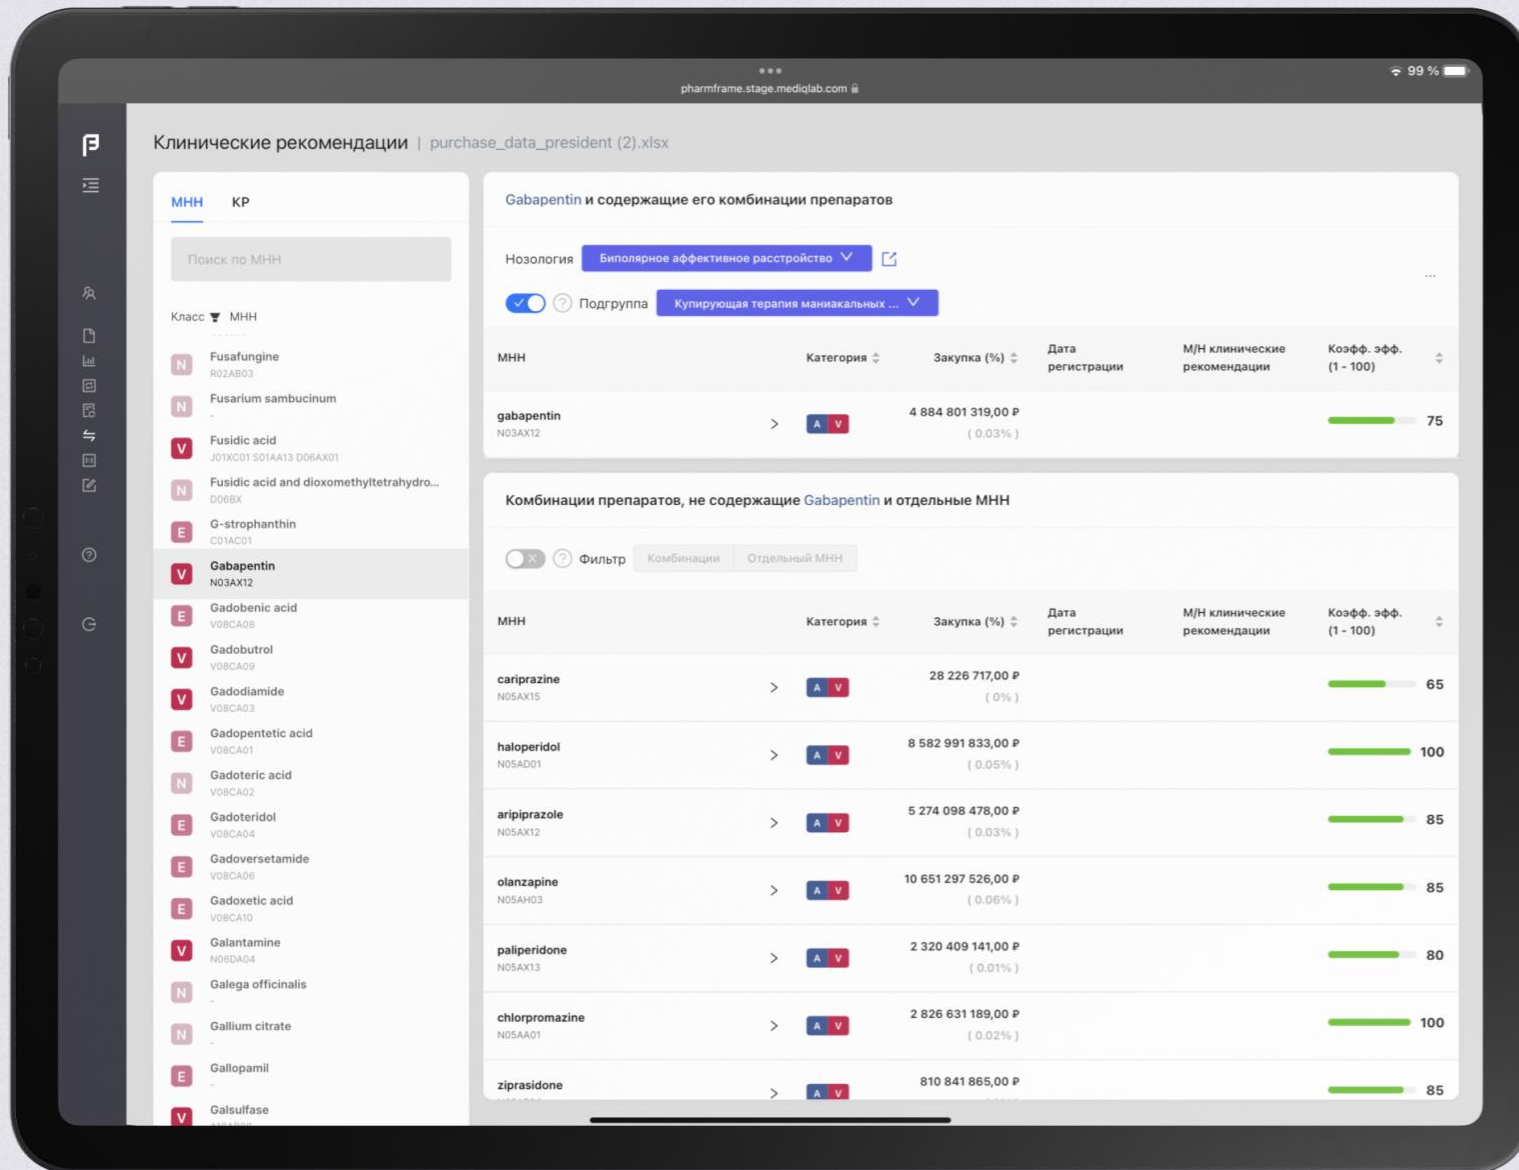 99 %
pharmframe.stage.mediqlab.com
Клинические рекомендации | purchase_data_president (2).xlsx
МНН КР
Поиск по МНН
Класс МНН
N Fusafungine
R02AB03
N Fusarium sambucinum
-
V Fusidic acid
J01XC01 S01AA13 D06AX01
N Fusidic acid and dioxomethyltetrahydro...
D06BX
E G-strophanthin
C01AC01
V Gabapentin
N03AX12
E Gadobenic acid
V08CA08
V Gadobutrol
V08CA09
V Gadodiamide
V08CA03
E Gadopentetic acid
V08CA01
N Gadoteric acid
V08CA02
E Gadoteridol
V08CA04
E Gadoversetamide
V08CA06
E Gadoxetic acid
V08CA10
V Galantamine
N06DA04
N Galega officinalis
-
N Gallium citrate
-
E Gallopamil
-
V Galsulfase
Gabapentin и содержащие его комбинации препаратов
Нозология Биполярное аффективное расстройство
...
Подгруппа Купирующая терапия маниакальных ...
МНН Категория Закупка (%) Дата регистрации М/Н клинические рекомендации Коэфф. эфф. (1 - 100)
gabapentin A V 4 884 801 319,00 ₽ 75
N03AX12 ( 0.03% )
Комбинации препаратов, не содержащие Gabapentin и отдельные МНН
Фильтр Комбинации Отдельный МНН
МНН Категория Закупка (%) Дата регистрации М/Н клинические рекомендации Коэфф. эфф. (1 - 100)
cariprazine A V 28 226 717,00 ₽ 65
N05AX15 ( 0% )
haloperidol A V 8 582 991 833,00 ₽ 100
N05AD01 ( 0.05% )
aripiprazole A V 5 274 098 478,00 ₽ 85
N05AX12 ( 0.03% )
olanzapine A V 10 651 297 526,00 ₽ 85
N05AH03 ( 0.06% )
paliperidone A V 2 320 409 141,00 ₽ 80
N05AX13 ( 0.01% )
chlorpromazine A V 2 826 631 189,00 ₽ 100
N05AA01 ( 0.02% )
ziprasidone A V 810 841 865,00 ₽ 85